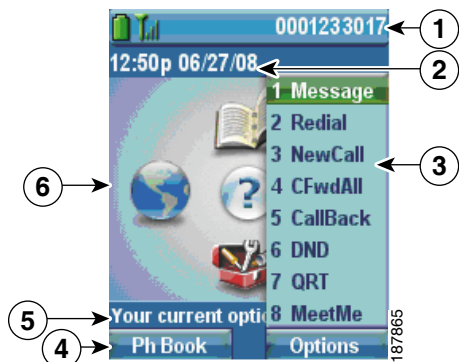 0001233017
1
12:50p 06/27/08
2
1 Message
2 Redial
3 NewCall
3
4 CFwdAll
6
5 CallBack
6 DND
7 QRT
Your current opti
8 MeetMe
5
Ph Book
Options
4
187865